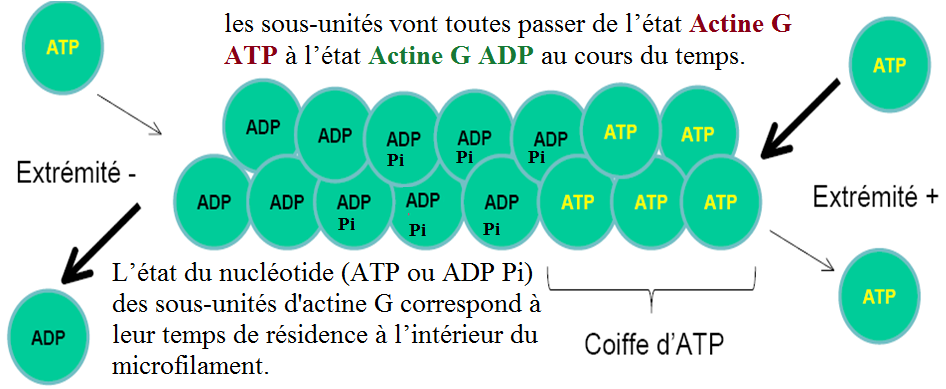 les sous-unités vont toutes passer de l'état Actine G
ATP à l'état Actine G ADP au cours du temps.
ATP
ATP
ADP
ADP
ADP
Pi
ADP
Pi
ADP
Pi
ATP
ATP
Extrémité -
Extrémité +
ADP
ADP
ADP
Pi
ADP
Pi
ADP
Pi
ATP
ATP
ATP
L'état du nucléotide (ATP ou ADP Pi)
des sous-unités d'actine G correspond à
leur temps de résidence à l'intérieur du
microfilament.
ADP
ATP
Coiffe d'ATP